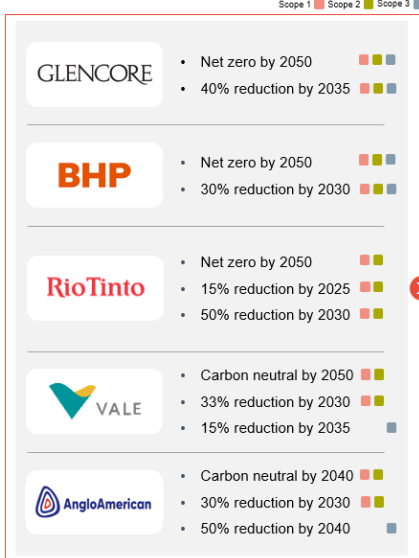 Scope 1 Scope 2 Scope 3
GLENCORE
• Net zero by 2050
• 40% reduction by 2035
BHP
• Net zero by 2050
• 30% reduction by 2030
RioTinto
• Net zero by 2050
• 15% reduction by 2025
• 50% reduction by 2030
VALE
• Carbon neutral by 2050
• 33% reduction by 2030
• 15% reduction by 2035
AngloAmerican
• Carbon neutral by 2040
• 30% reduction by 2030
• 50% reduction by 2040